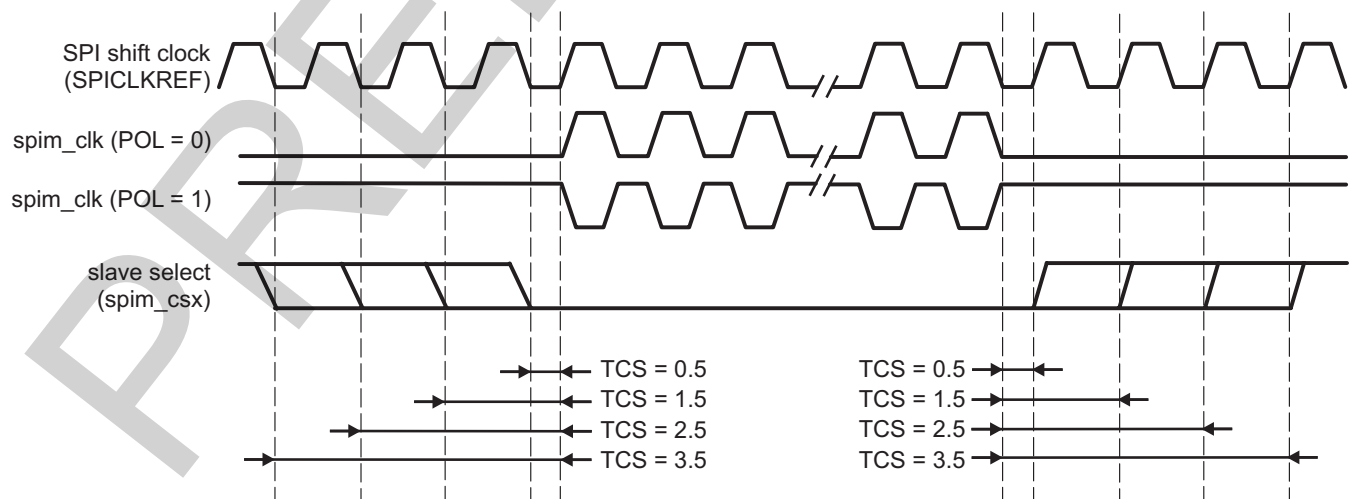 SPI shift clock
(SPICLKREF)
spim_clk (POL = 0)
spim_clk (POL = 1)
slave select
(spim_csx)
TCS = 0.5
TCS = 1.5
TCS = 2.5
TCS = 3.5
TCS = 0.5
TCS = 1.5
TCS = 2.5
TCS = 3.5
PRE